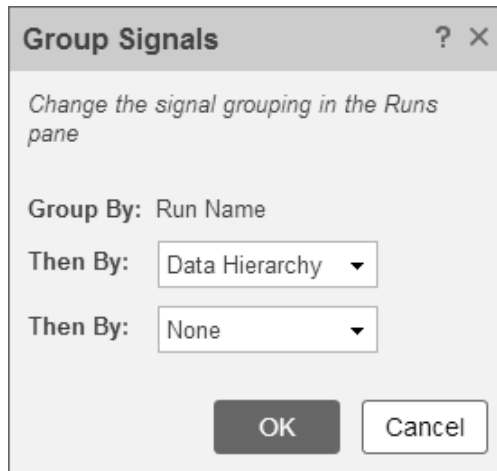 Group Signals ? ×
Change the signal grouping in the Runs
pane
Group By: Run Name
Then By: Data Hierarchy
Then By: None
OK Cancel